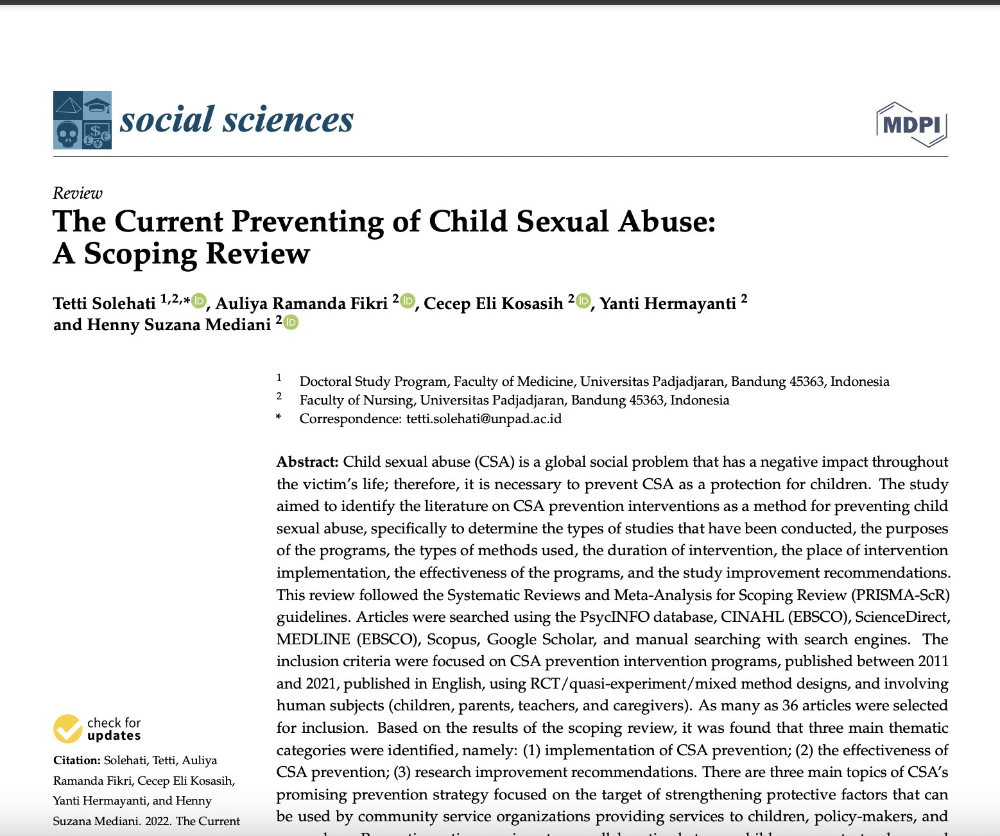 social sciences
MDPI
Review
The Current Preventing of Child Sexual Abuse:
A Scoping Review
Tetti Solehati 1,2,* iD, Auliya Ramanda Fikri 2 iD, Cecep Eli Kosasih 2 iD, Yanti Hermayanti 2
and Henny Suzana Mediani 2 iD
1 Doctoral Study Program, Faculty of Medicine, Universitas Padjadjaran, Bandung 45363, Indonesia
2 Faculty of Nursing, Universitas Padjadjaran, Bandung 45363, Indonesia
* Correspondence: tetti.solehati@unpad.ac.id
Abstract: Child sexual abuse (CSA) is a global social problem that has a negative impact throughout
the victim's life; therefore, it is necessary to prevent CSA as a protection for children. The study
aimed to identify the literature on CSA prevention interventions as a method for preventing child
sexual abuse, specifically to determine the types of studies that have been conducted, the purposes
of the programs, the types of methods used, the duration of intervention, the place of intervention
implementation, the effectiveness of the programs, and the study improvement recommendations.
This review followed the Systematic Reviews and Meta-Analysis for Scoping Review (PRISMA-ScR)
guidelines. Articles were searched using the PsycINFO database, CINAHL (EBSCO), ScienceDirect,
MEDLINE (EBSCO), Scopus, Google Scholar, and manual searching with search engines. The
inclusion criteria were focused on CSA prevention intervention programs, published between 2011
and 2021, published in English, using RCT/quasi-experiment/mixed method designs, and involving
human subjects (children, parents, teachers, and caregivers). As many as 36 articles were selected
for inclusion. Based on the results of the scoping review, it was found that three main thematic
categories were identified, namely: (1) implementation of CSA prevention; (2) the effectiveness of
CSA prevention; (3) research improvement recommendations. There are three main topics of CSA's
promising prevention strategy focused on the target of strengthening protective factors that can
be used by community service organizations providing services to children, policy-makers, and
check for
updates
Citation: Solehati, Tetti, Auliya
Ramanda Fikri, Cecep Eli Kosasih,
Yanti Hermayanti, and Henny
Suzana Mediani. 2022. The Current